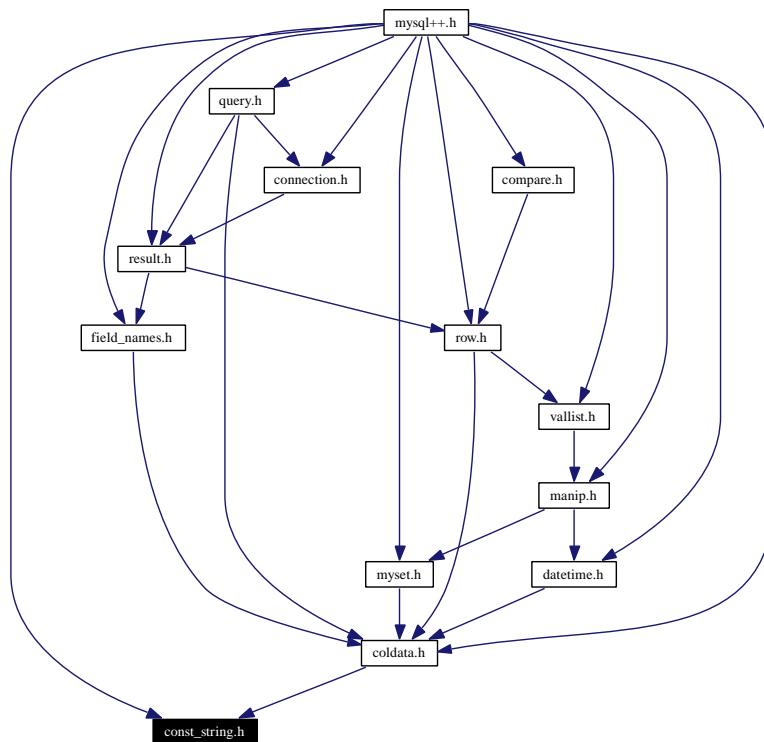 mysql++.h
query.h
connection.h
compare.h
result.h
field_names.h
row.h
vallist.h
manip.h
myset.h
datetime.h
coldata.h
const_string.h